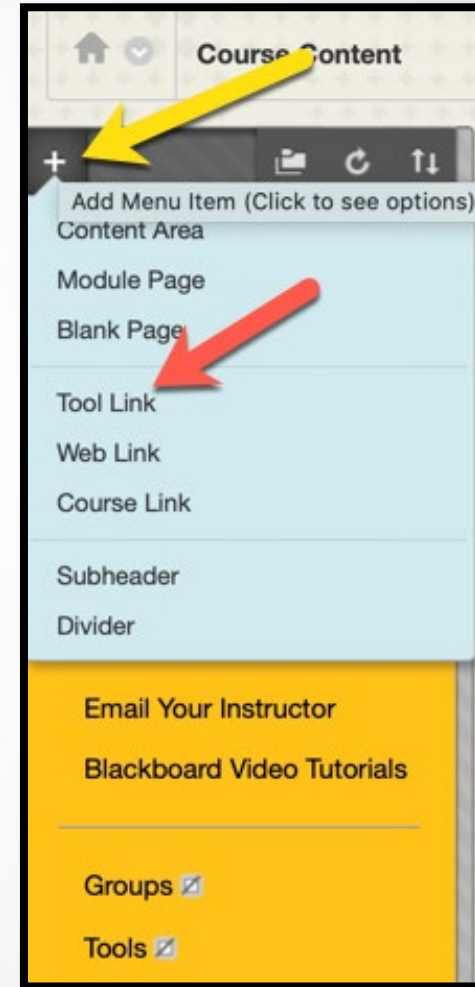 Course Content
+
Add Menu Item (Click to see options)
Content Area
Module Page
Blank Page
Tool Link
Web Link
Course Link
Subheader
Divider
Email Your Instructor
Blackboard Video Tutorials
Groups
Tools